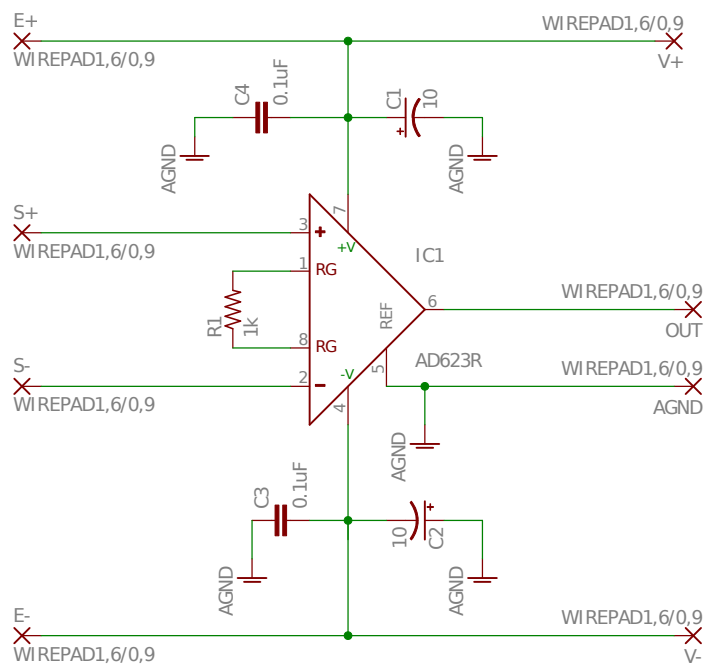 E+
WIREPAD1,6/0,9
WIREPAD1,6/0,9
V+
C4
0.1uF
C1
10
+
AGND
AGND
S+
WIREPAD1,6/0,9
7
3
+
+V
IC1
1
RG
R1
1k
REF
6
WIREPAD1,6/0,9
OUT
8
RG
AD623R
S-
WIREPAD1,6/0,9
2
-
-V
5
4
WIREPAD1,6/0,9
AGND
AGND
C3
0.1uF
10
C2
+
AGND
AGND
E-
WIREPAD1,6/0,9
WIREPAD1,6/0,9
V-